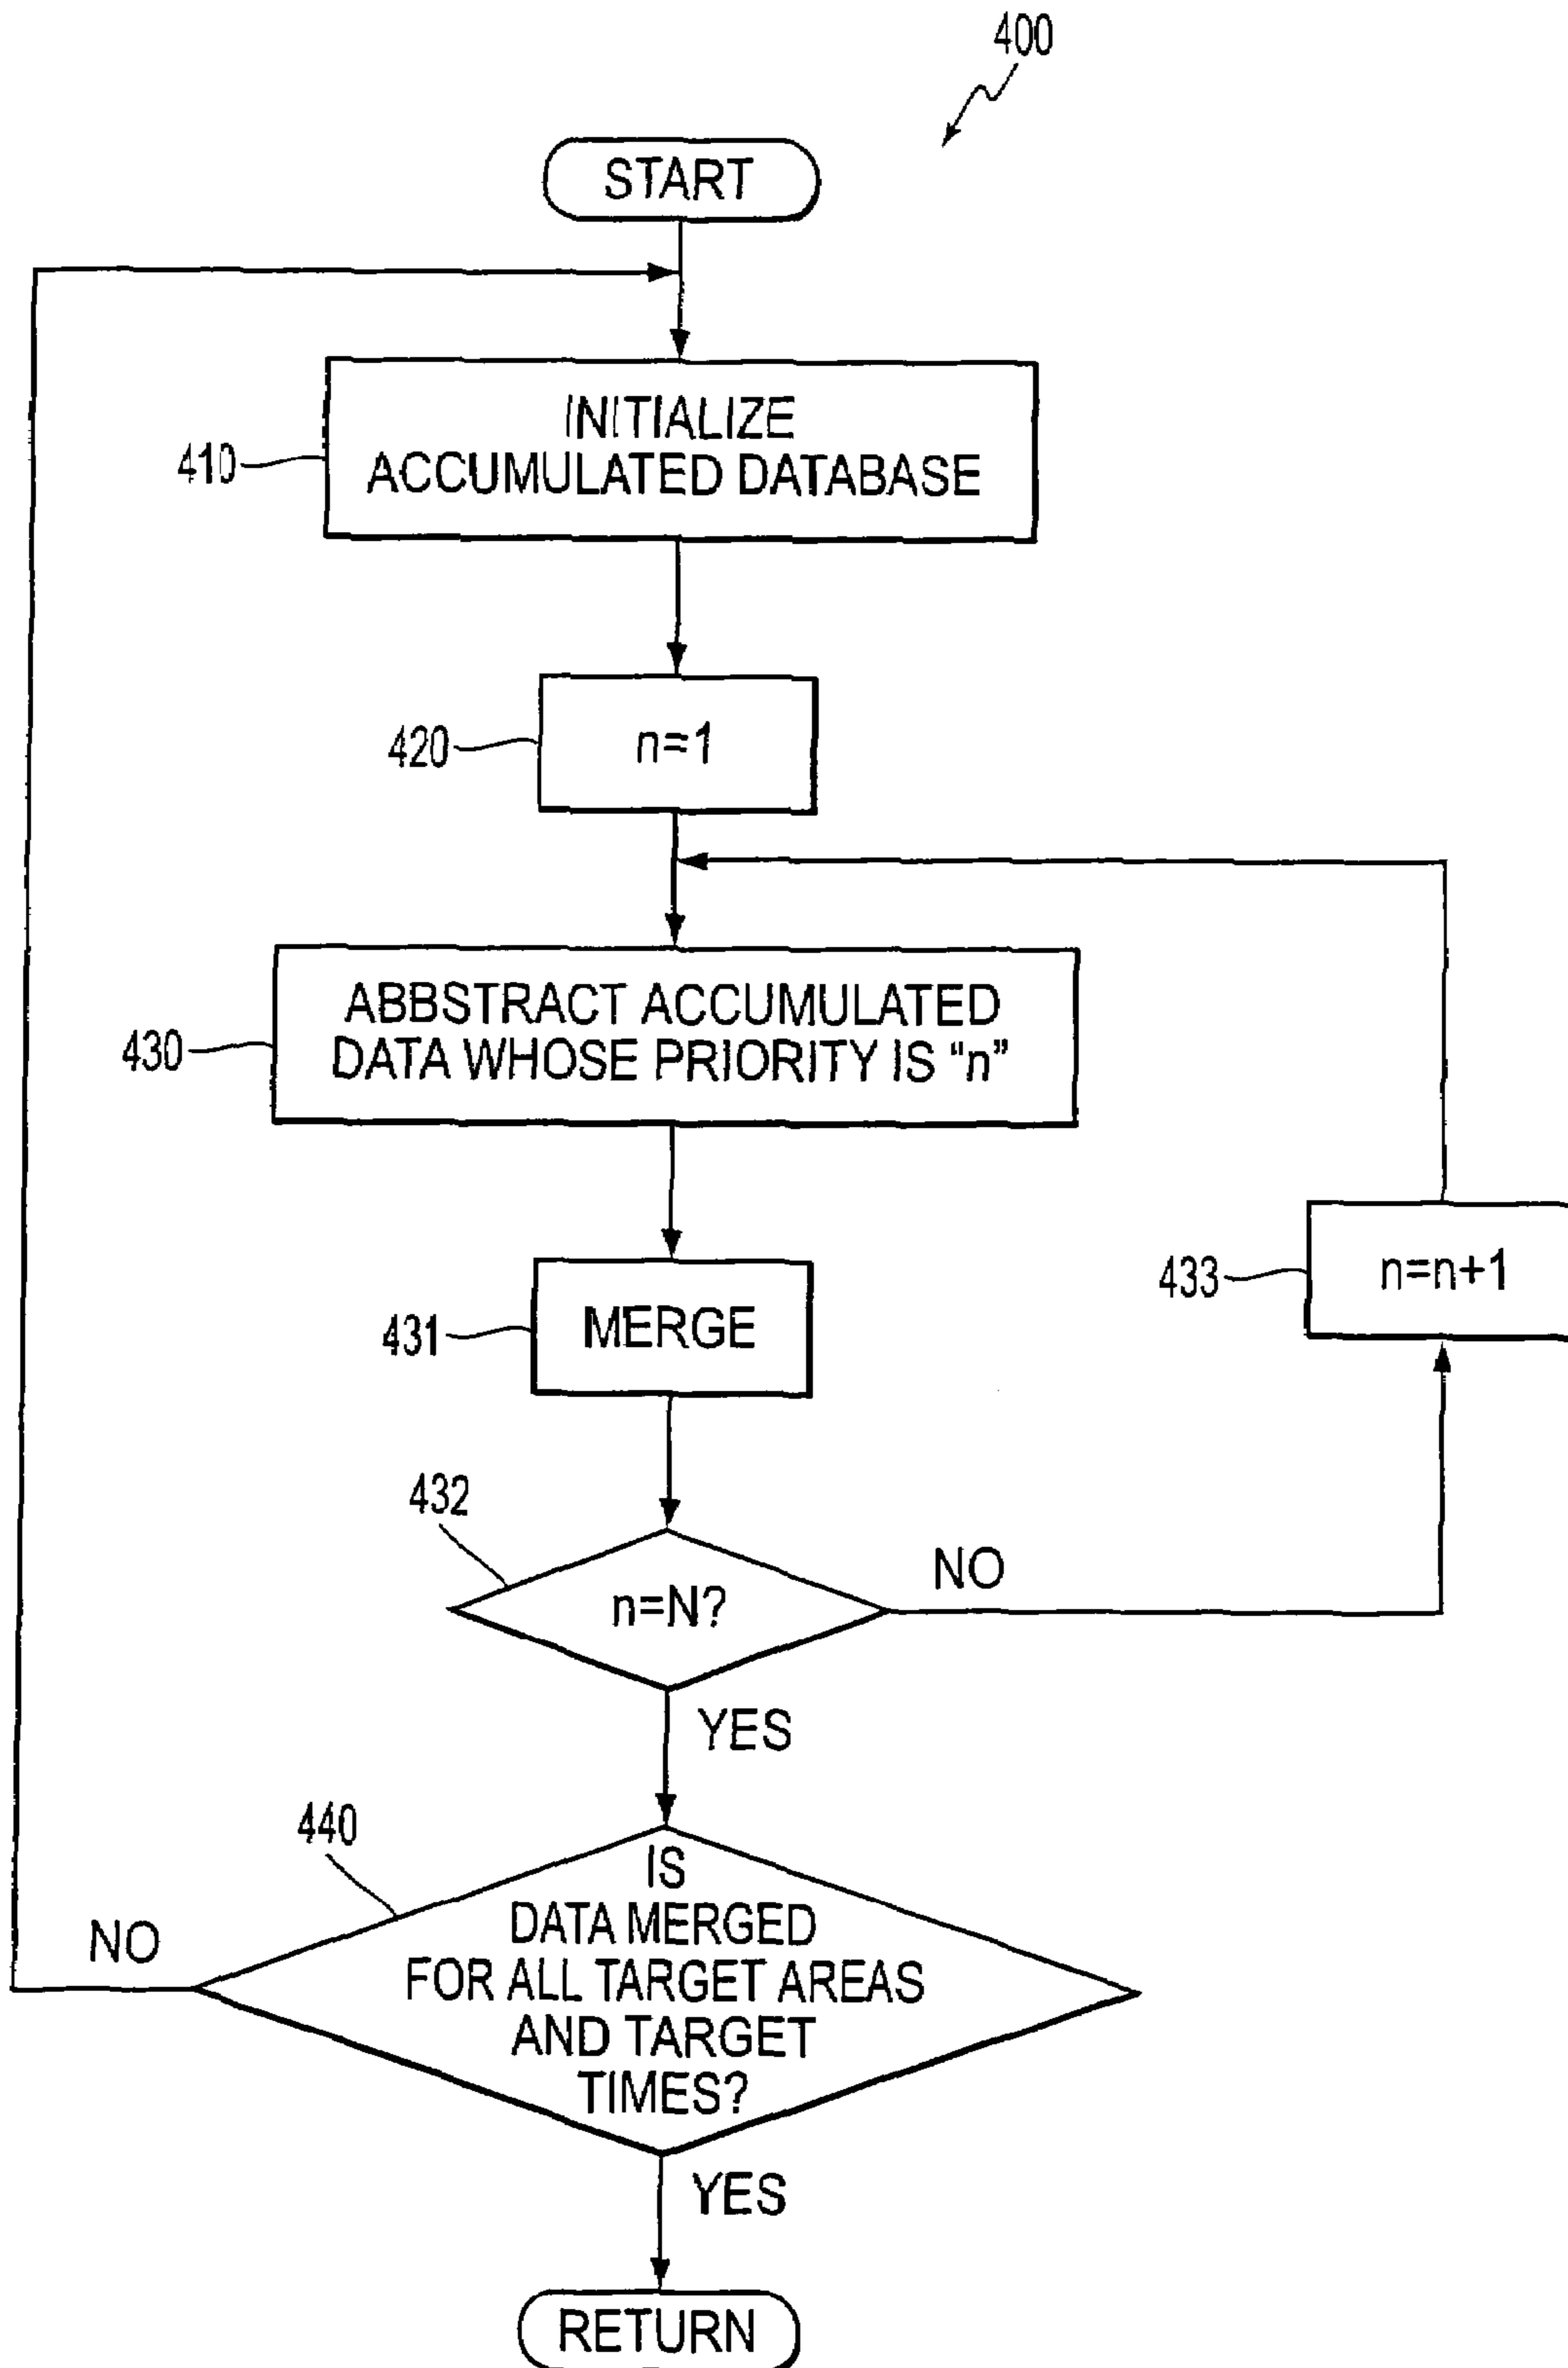 400
START
INITIALIZE
ACCUMULATED DATABASE
410
n=1
420
ABBSTRACT ACCUMULATED
DATA WHOSE PRIORITY IS “n”
430
MERGE
431
n=n+1
433
432
n=N?
NO
YES
440
IS
DATA MERGED
FOR ALL TARGET AREAS
AND TARGET
TIMES?
NO
YES
RETURN